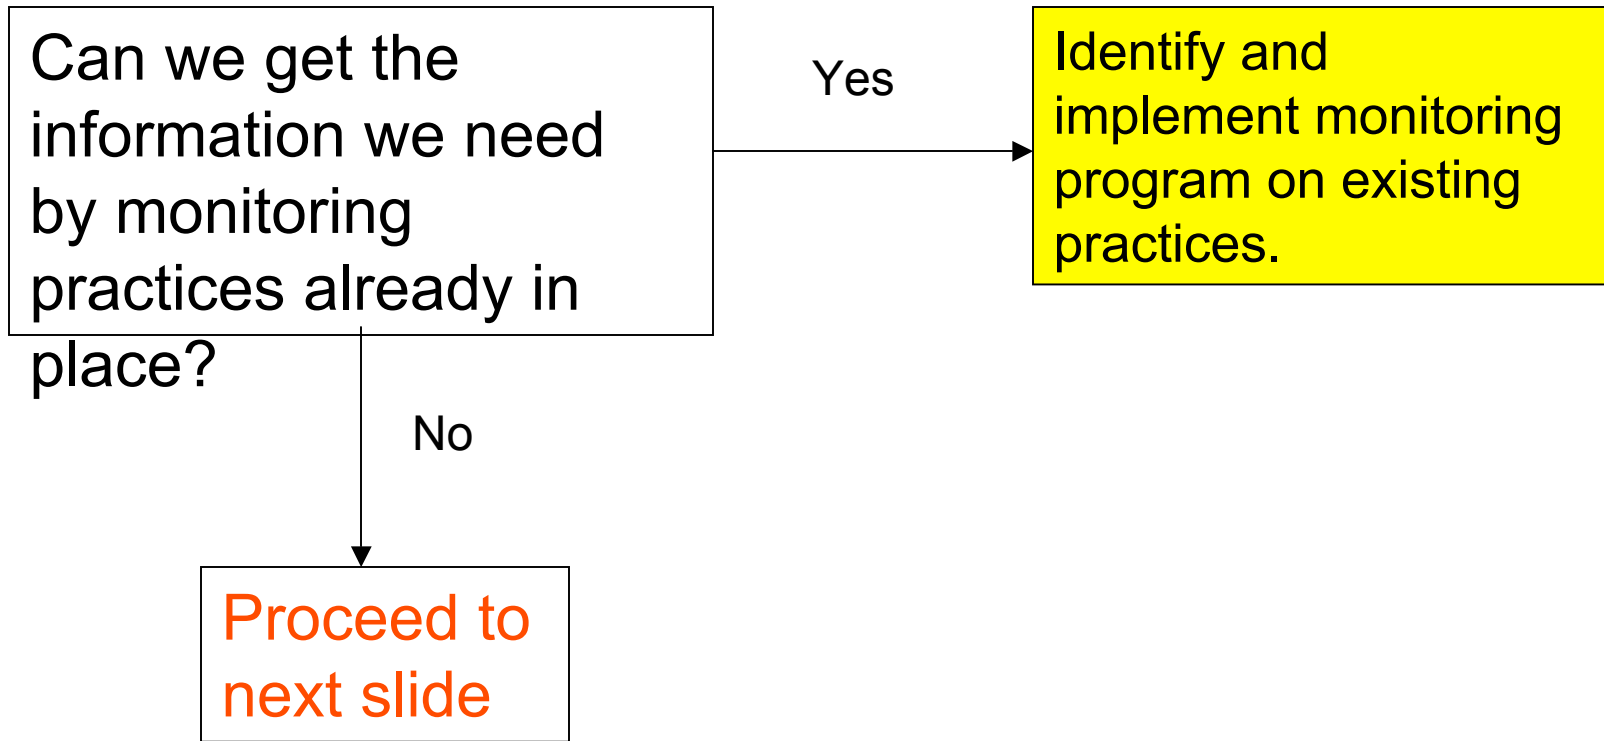 Can we get the
information we need
by monitoring
practices already in
place?
Yes
Identify and
implement monitoring
program on existing
practices.
No
Proceed to
next slide